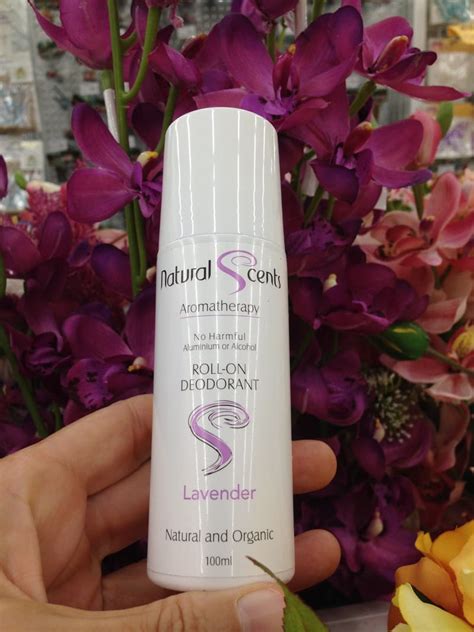 Natural Scents
Aromatherapy
No Harmful
Aluminium or Alcohol
ROLL-ON
DEODORANT
Lavender
Natural and Organic
100ml